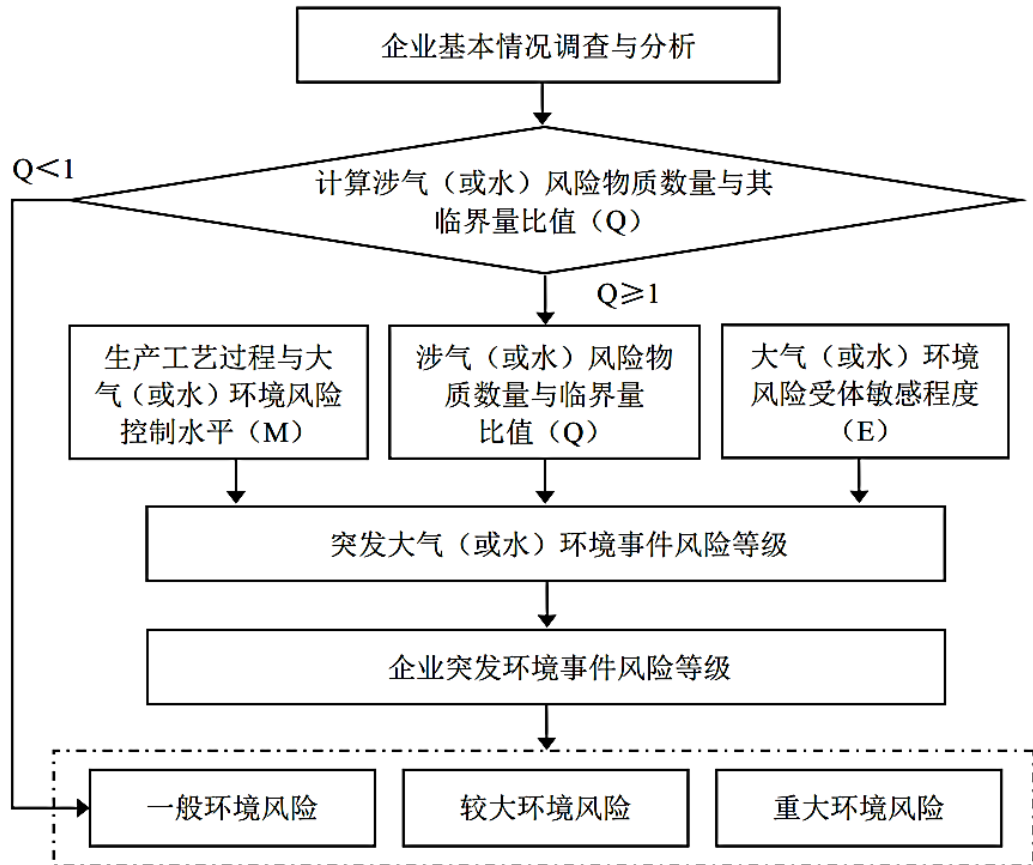 企业基本情况调查与分析
Q＜1
计算涉气（或水）风险物质数量与其
临界量比值（Q）
Q≥1
生产工艺过程与大
气（或水）环境风险
控制水平（M）
涉气（或水）风险物
质数量与临界量
比值（Q）
大气（或水）环境
风险受体敏感程度
（E）
突发大气（或水）环境事件风险等级
企业突发环境事件风险等级
一般环境风险
较大环境风险
重大环境风险